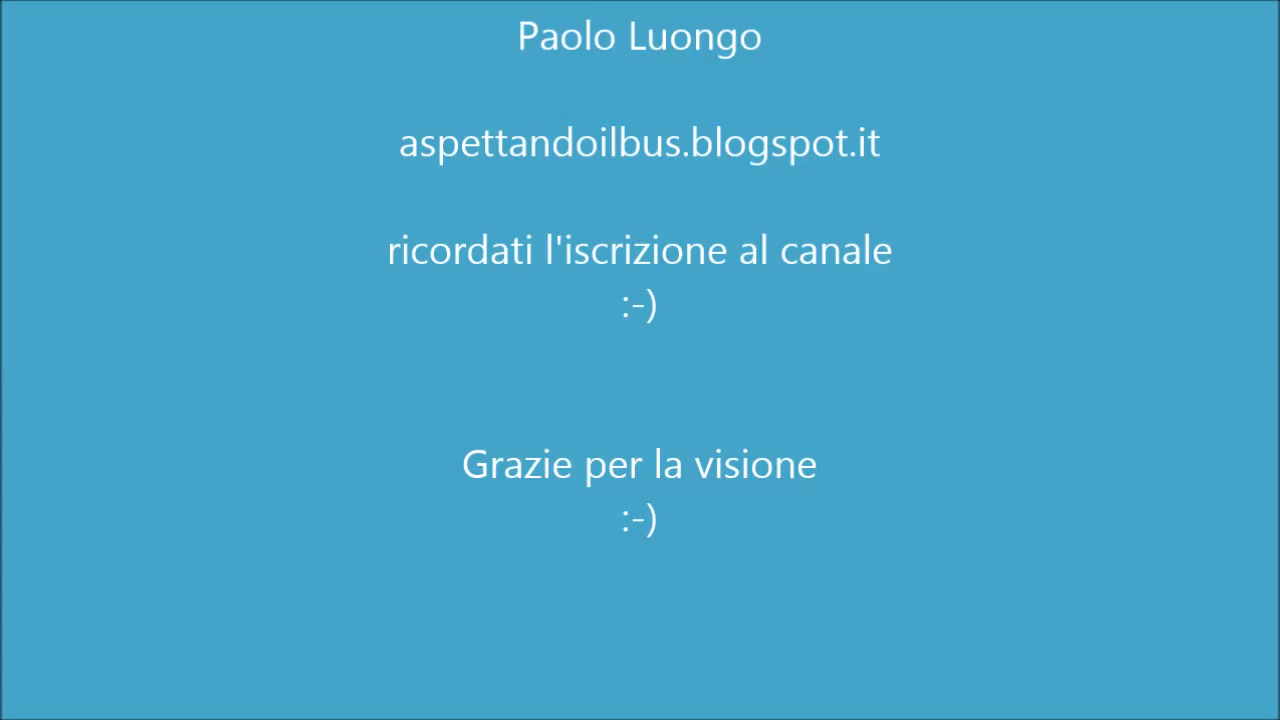 Paolo Luongo
aspettandoilbus.blogspot.it
ricordati l'iscrizione al canale
:-)
Grazie per la visione
:-)